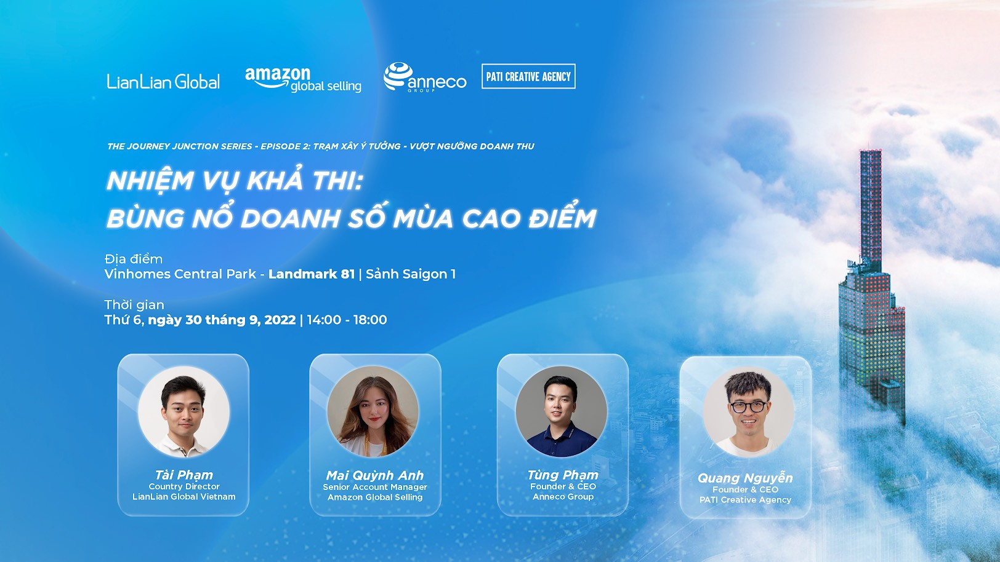 LianLian Global
amazon
global selling
anneco
GROUP
PATI CREATIVE AGENCY
THE JOURNEY JUNCTION SERIES - EPISODE 2: TRẠM XÂY Ý TƯỞNG - VƯỢT NGƯỠNG DOANH THU
NHIỆM VỤ KHẢ THI:
BÙNG NỔ DOANH SỐ MÙA CAO ĐIỂM
Địa điểm
Vinhomes Central Park - Landmark 81 | Sảnh Saigon 1
Thời gian
Thứ 6, ngày 30 tháng 9, 2022 | 14:00 - 18:00
Tài Phạm
Country Director
LianLian Global Vietnam
Mai Quỳnh Anh
Senior Account Manager
Amazon Global Selling
Tùng Phạm
Founder & CEO
Anneco Group
Quang Nguyễn
Founder & CEO
PATI Creative Agency